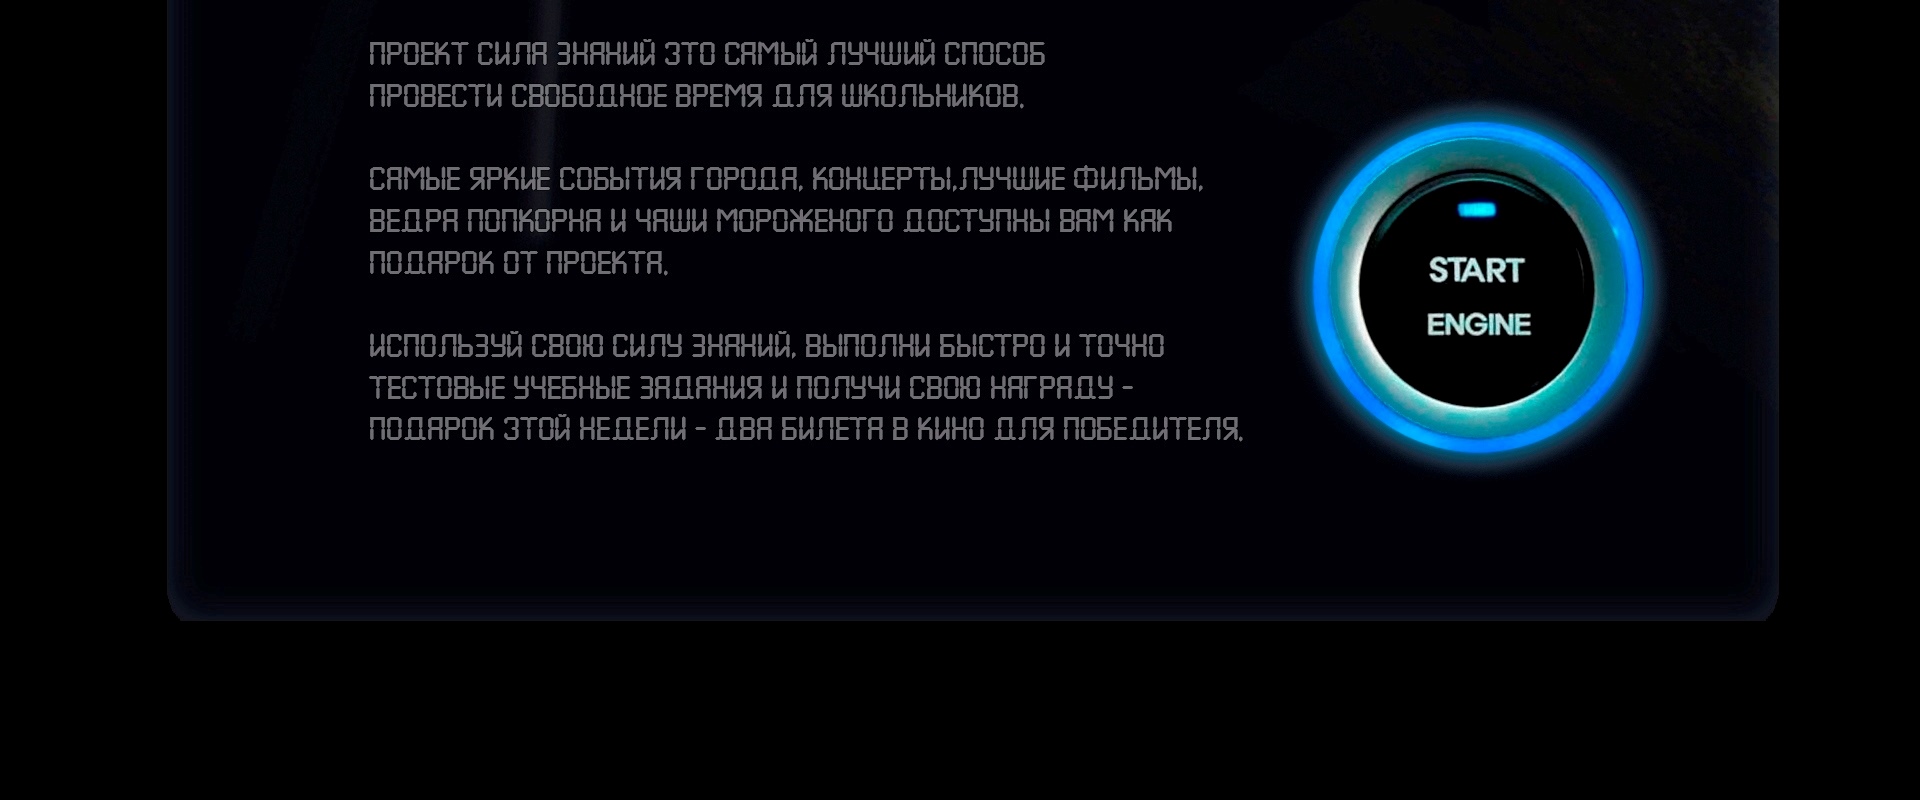 ПРОЕКТ СИЛА ЗНАНИЙ ЭТО САМЫЙ ЛУЧШИЙ СПОСОБ
ПРОВЕСТИ СВОБОДНОЕ ВРЕМЯ ДЛЯ ШКОЛЬНИКОВ.
САМЫЕ ЯРКИЕ СОБЫТИЯ ГОРОДА, КОНЦЕРТЫ,ЛУЧШИЕ ФИЛЬМЫ,
ВЕДРА ПОПКОРНА И ЧАШИ МОРОЖЕНОГО ДОСТУПНЫ ВАМ КАК
ПОДАРОК ОТ ПРОЕКТА.
ИСПОЛЬЗУЙ СВОЮ СИЛУ ЗНАНИЙ, ВЫПОЛНИ БЫСТРО И ТОЧНО
ТЕСТОВЫЕ УЧЕБНЫЕ ЗАДАНИЯ И ПОЛУЧИ СВОЮ НАГРАДУ -
ПОДАРОК ЭТОЙ НЕДЕЛИ - ДВА БИЛЕТА В КИНО ДЛЯ ПОБЕДИТЕЛЯ.
START
ENGINE